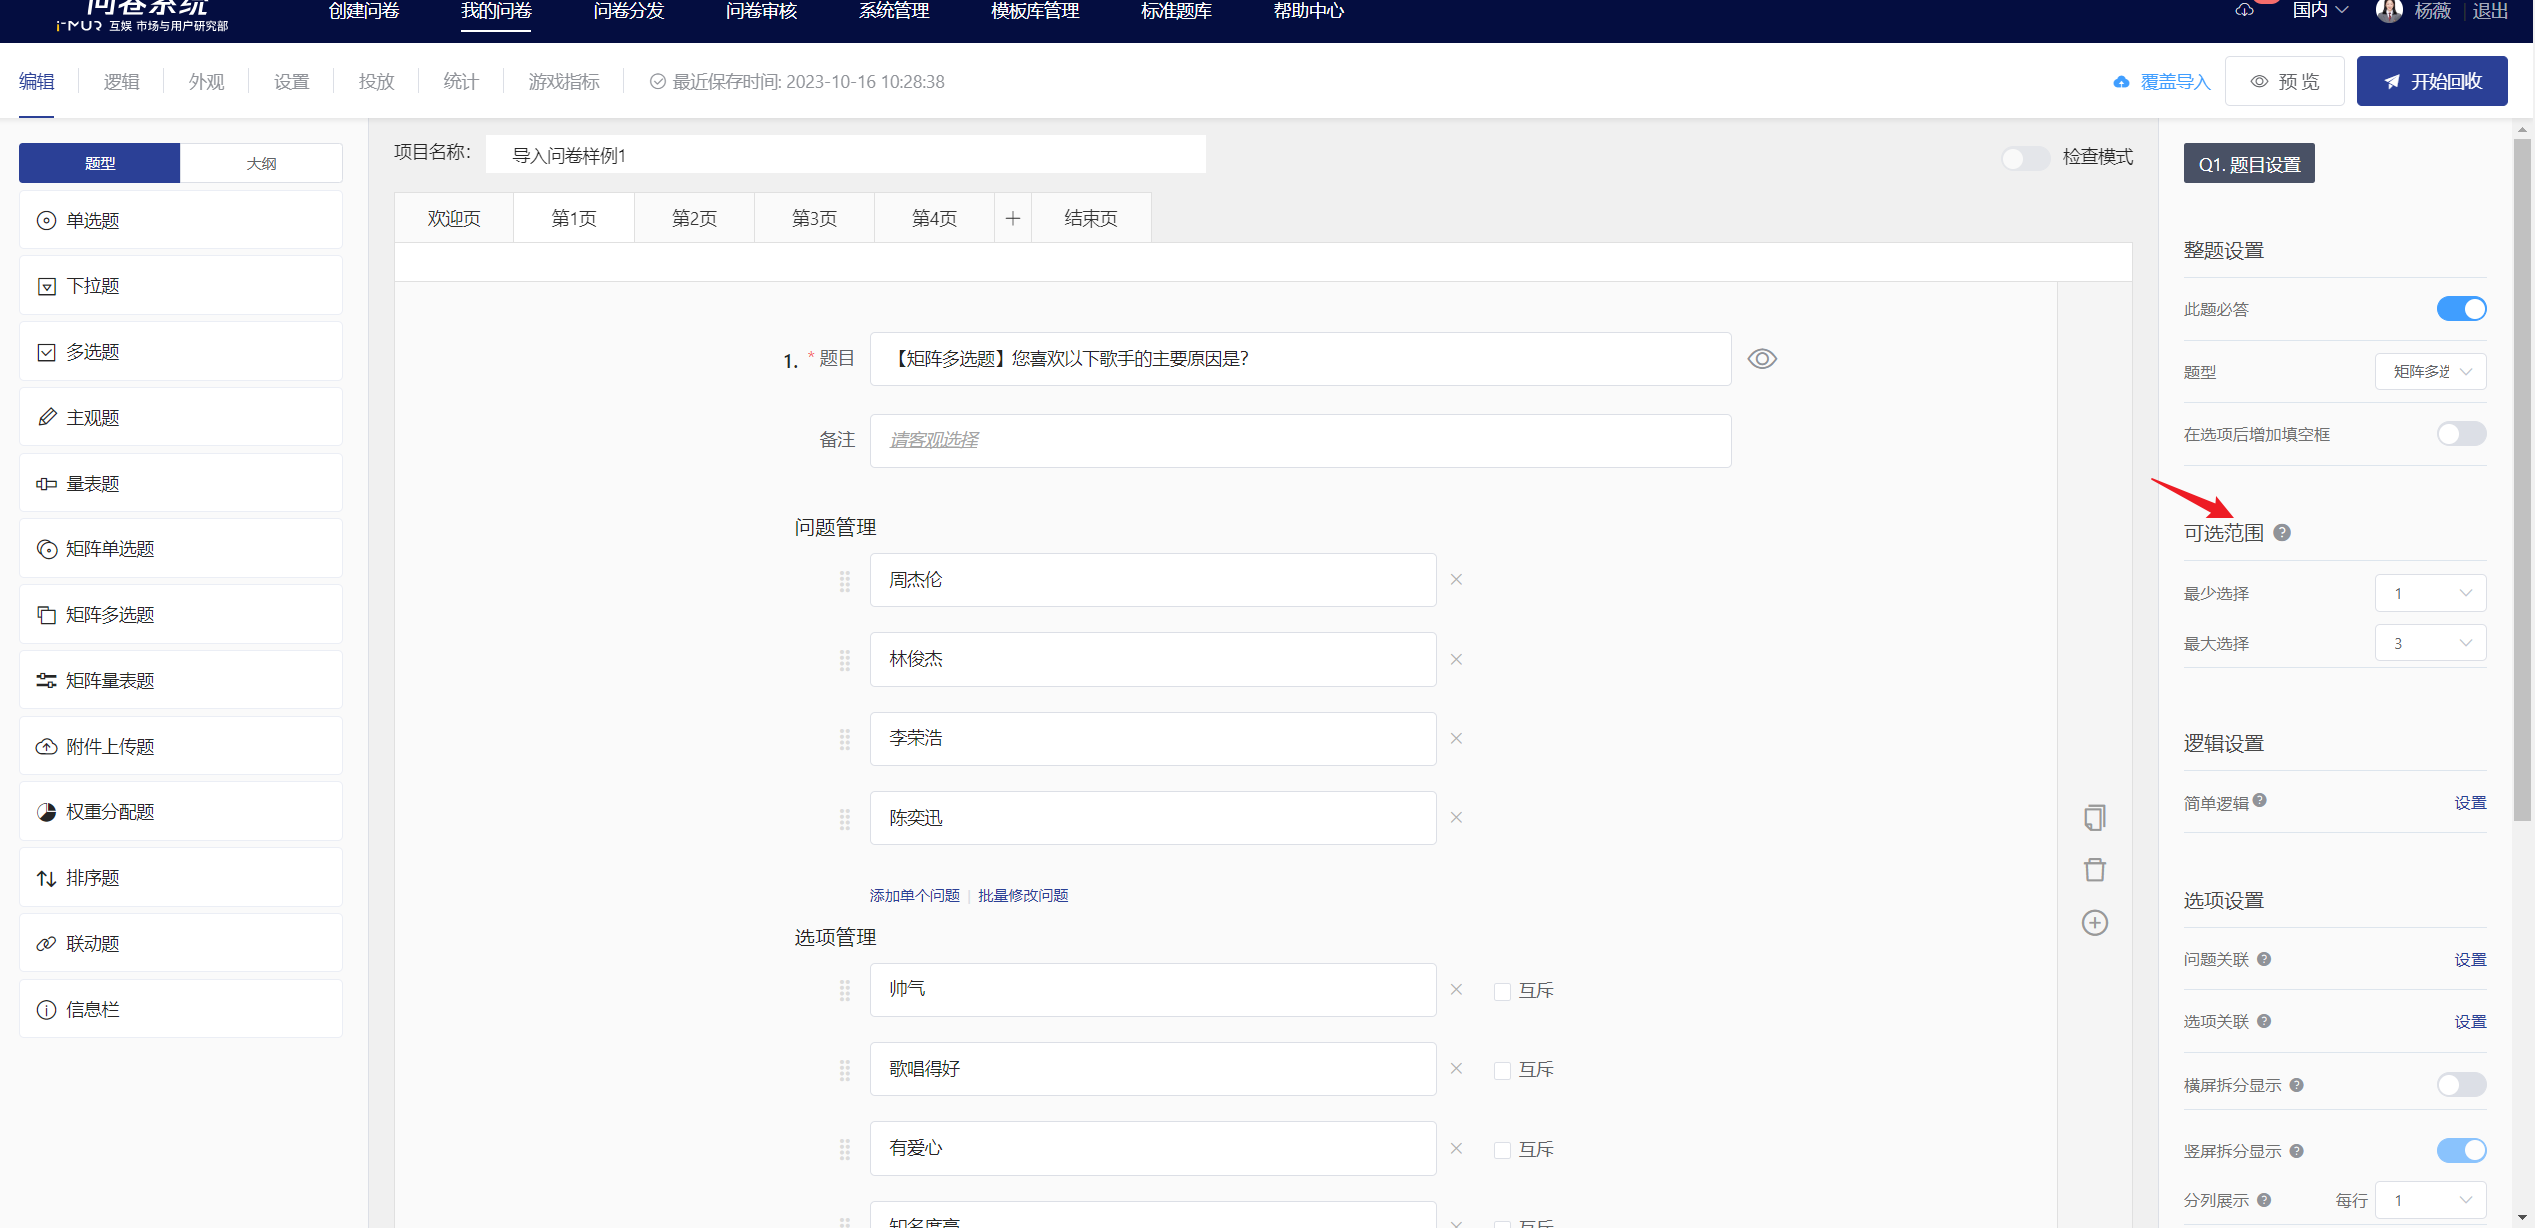 问卷系统
i-MUR 互娱 市场与用户研究部
创建问卷
我的问卷
问卷分发
问卷审核
系统管理
模板库管理
标准题库
帮助中心
国内
杨薇
退出
编辑
逻辑
外观
设置
投放
统计
游戏指标
最近保存时间: 2023-10-16 10:28:38
覆盖导入
预 览
开始回收
题型
大纲
单选题
下拉题
多选题
主观题
量表题
矩阵单选题
矩阵多选题
矩阵量表题
附件上传题
权重分配题
排序题
联动题
信息栏
项目名称:
导入问卷样例1
检查模式
欢迎页
第1页
第2页
第3页
第4页
+
结束页
1. * 题目
【矩阵多选题】您喜欢以下歌手的主要原因是?
备注
请客观选择
问题管理
周杰伦
林俊杰
李荣浩
陈奕迅
添加单个问题 | 批量修改问题
选项管理
帅气
互斥
歌唱得好
互斥
有爱心
互斥
知名度高
互斥
Q1. 题目设置
整题设置
此题必答
题型
矩阵多选
在选项后增加填空框
可选范围 ?
最少选择
1
最大选择
3
逻辑设置
简单逻辑 ?
设置
选项设置
问题关联 ?
设置
选项关联 ?
设置
横屏拆分显示 ?
竖屏拆分显示 ?
分列展示 ?
每行
1